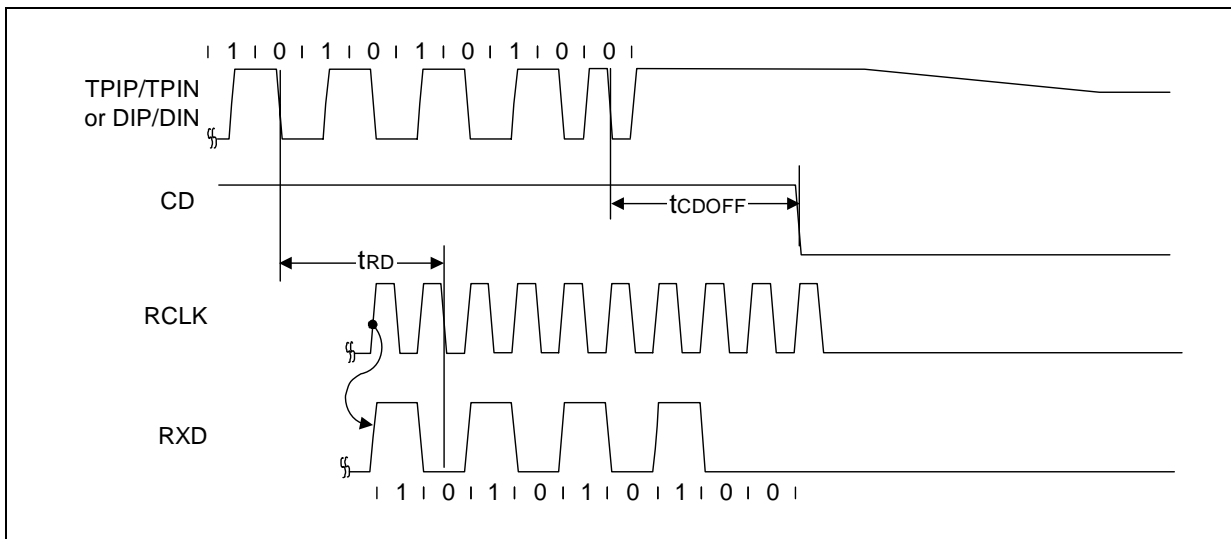 1 0 1 0 1 0 1 0 0
TPIP/TPIN
or DIP/DIN
CD
tCDOFF
tRD
RCLK
RXD
1 0 1 0 1 0 1 0 0